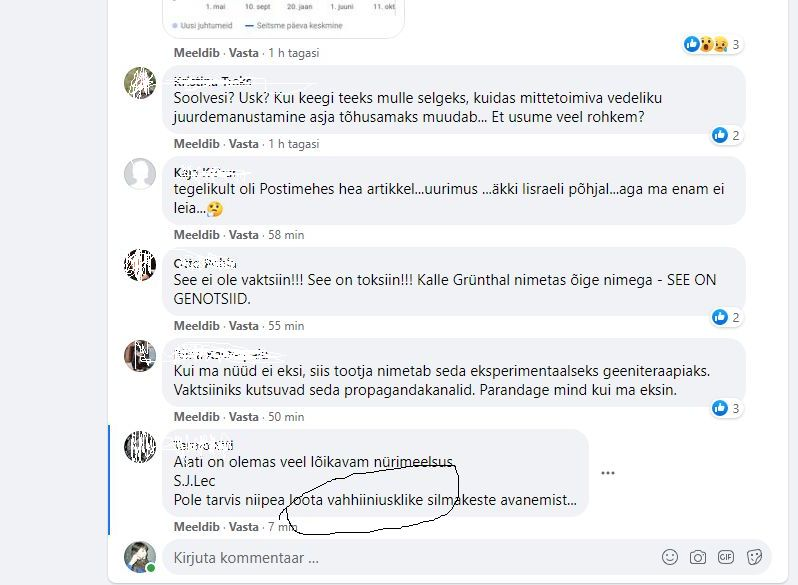 1. mai 10. sept 20. jaan 1. juuni 11. okt
Uusi juhtumeid Seitsme päeva keskmine
Meeldib · Vasta · 1 h tagasi
3
Soolvesi? Usk? Kui keegi teeks mulle selgeks, kuidas mittetoimiva vedeliku
juurdemanustamine asja tõhusamaks muudab... Et usume veel rohkem?
2
Meeldib · Vasta · 1 h tagasi
tegelikult oli Postimehes hea artikkel...uurimus ...äkki Iisraeli põhjal...aga ma enam ei
leia...
Meeldib · Vasta · 58 min
See ei ole vaktsiin!!! See on toksiin!!! Kalle Grünthal nimetas õige nimega - SEE ON
GENOTSIID.
2
Meeldib · Vasta · 55 min
Kui ma nüüd ei eksi, siis tootja nimetab seda eksperimentaalseks geeniteraapiaks.
Vaktsiiniks kutsuvad seda propagandakanalid. Parandage mind kui ma eksin.
3
Meeldib · Vasta · 50 min
Alati on olemas veel lõikavam nürimeelsus.
S.J.Lec
Pole tarvis niipea loota vahhiiniusklike silmakeste avanemist...
Meeldib · Vasta · 7 min
Kirjuta kommentaar ...
GIF